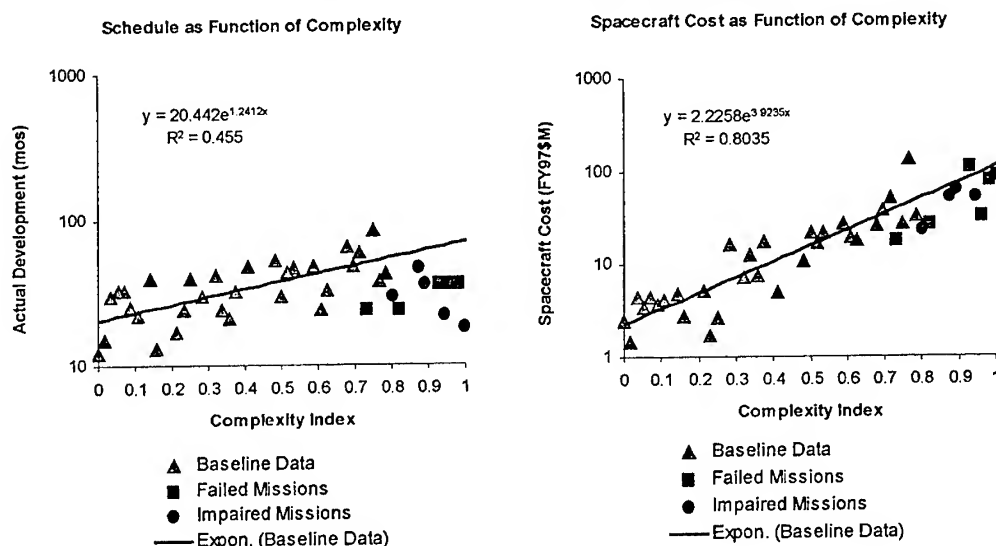 Schedule as Function of Complexity
1000
100
10
y = 20.442e^1.2412x
R² = 0.455
Actual Development (mos)
0 0.1 0.2 0.3 0.4 0.5 0.6 0.7 0.8 0.9 1
Complexity Index
Baseline Data
Failed Missions
Impaired Missions
Expon. (Baseline Data)
Spacecraft Cost as Function of Complexity
1000
100
10
1
y = 2.2258e^3.9235x
R² = 0.8035
Spacecraft Cost (FY97$M)
0 0.1 0.2 0.3 0.4 0.5 0.6 0.7 0.8 0.9 1
Complexity Index
Baseline Data
Failed Missions
Impaired Missions
Expon. (Baseline Data)